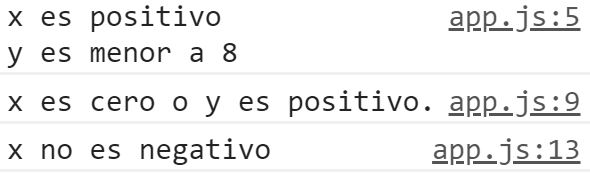 x es positivo app.js:5
y es menor a 8
x es cero o y es positivo. app.js:9
x no es negativo app.js:13